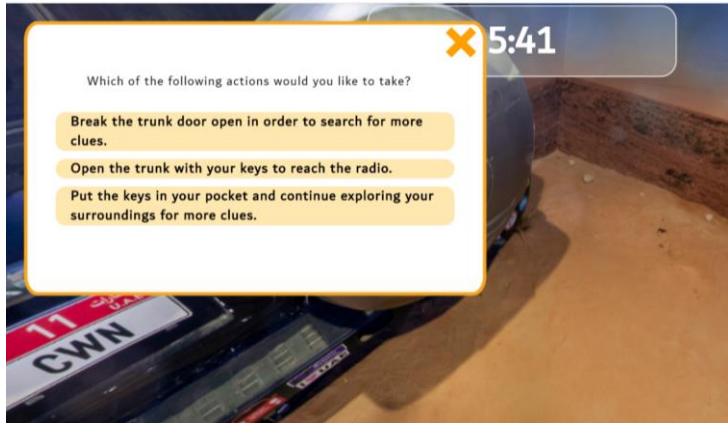 5:41
Which of the following actions would you like to take?
Break the trunk door open in order to search for more
clues.
Open the trunk with your keys to reach the radio.
Put the keys in your pocket and continue exploring your
surroundings for more clues.
11
U.A.E
CWN